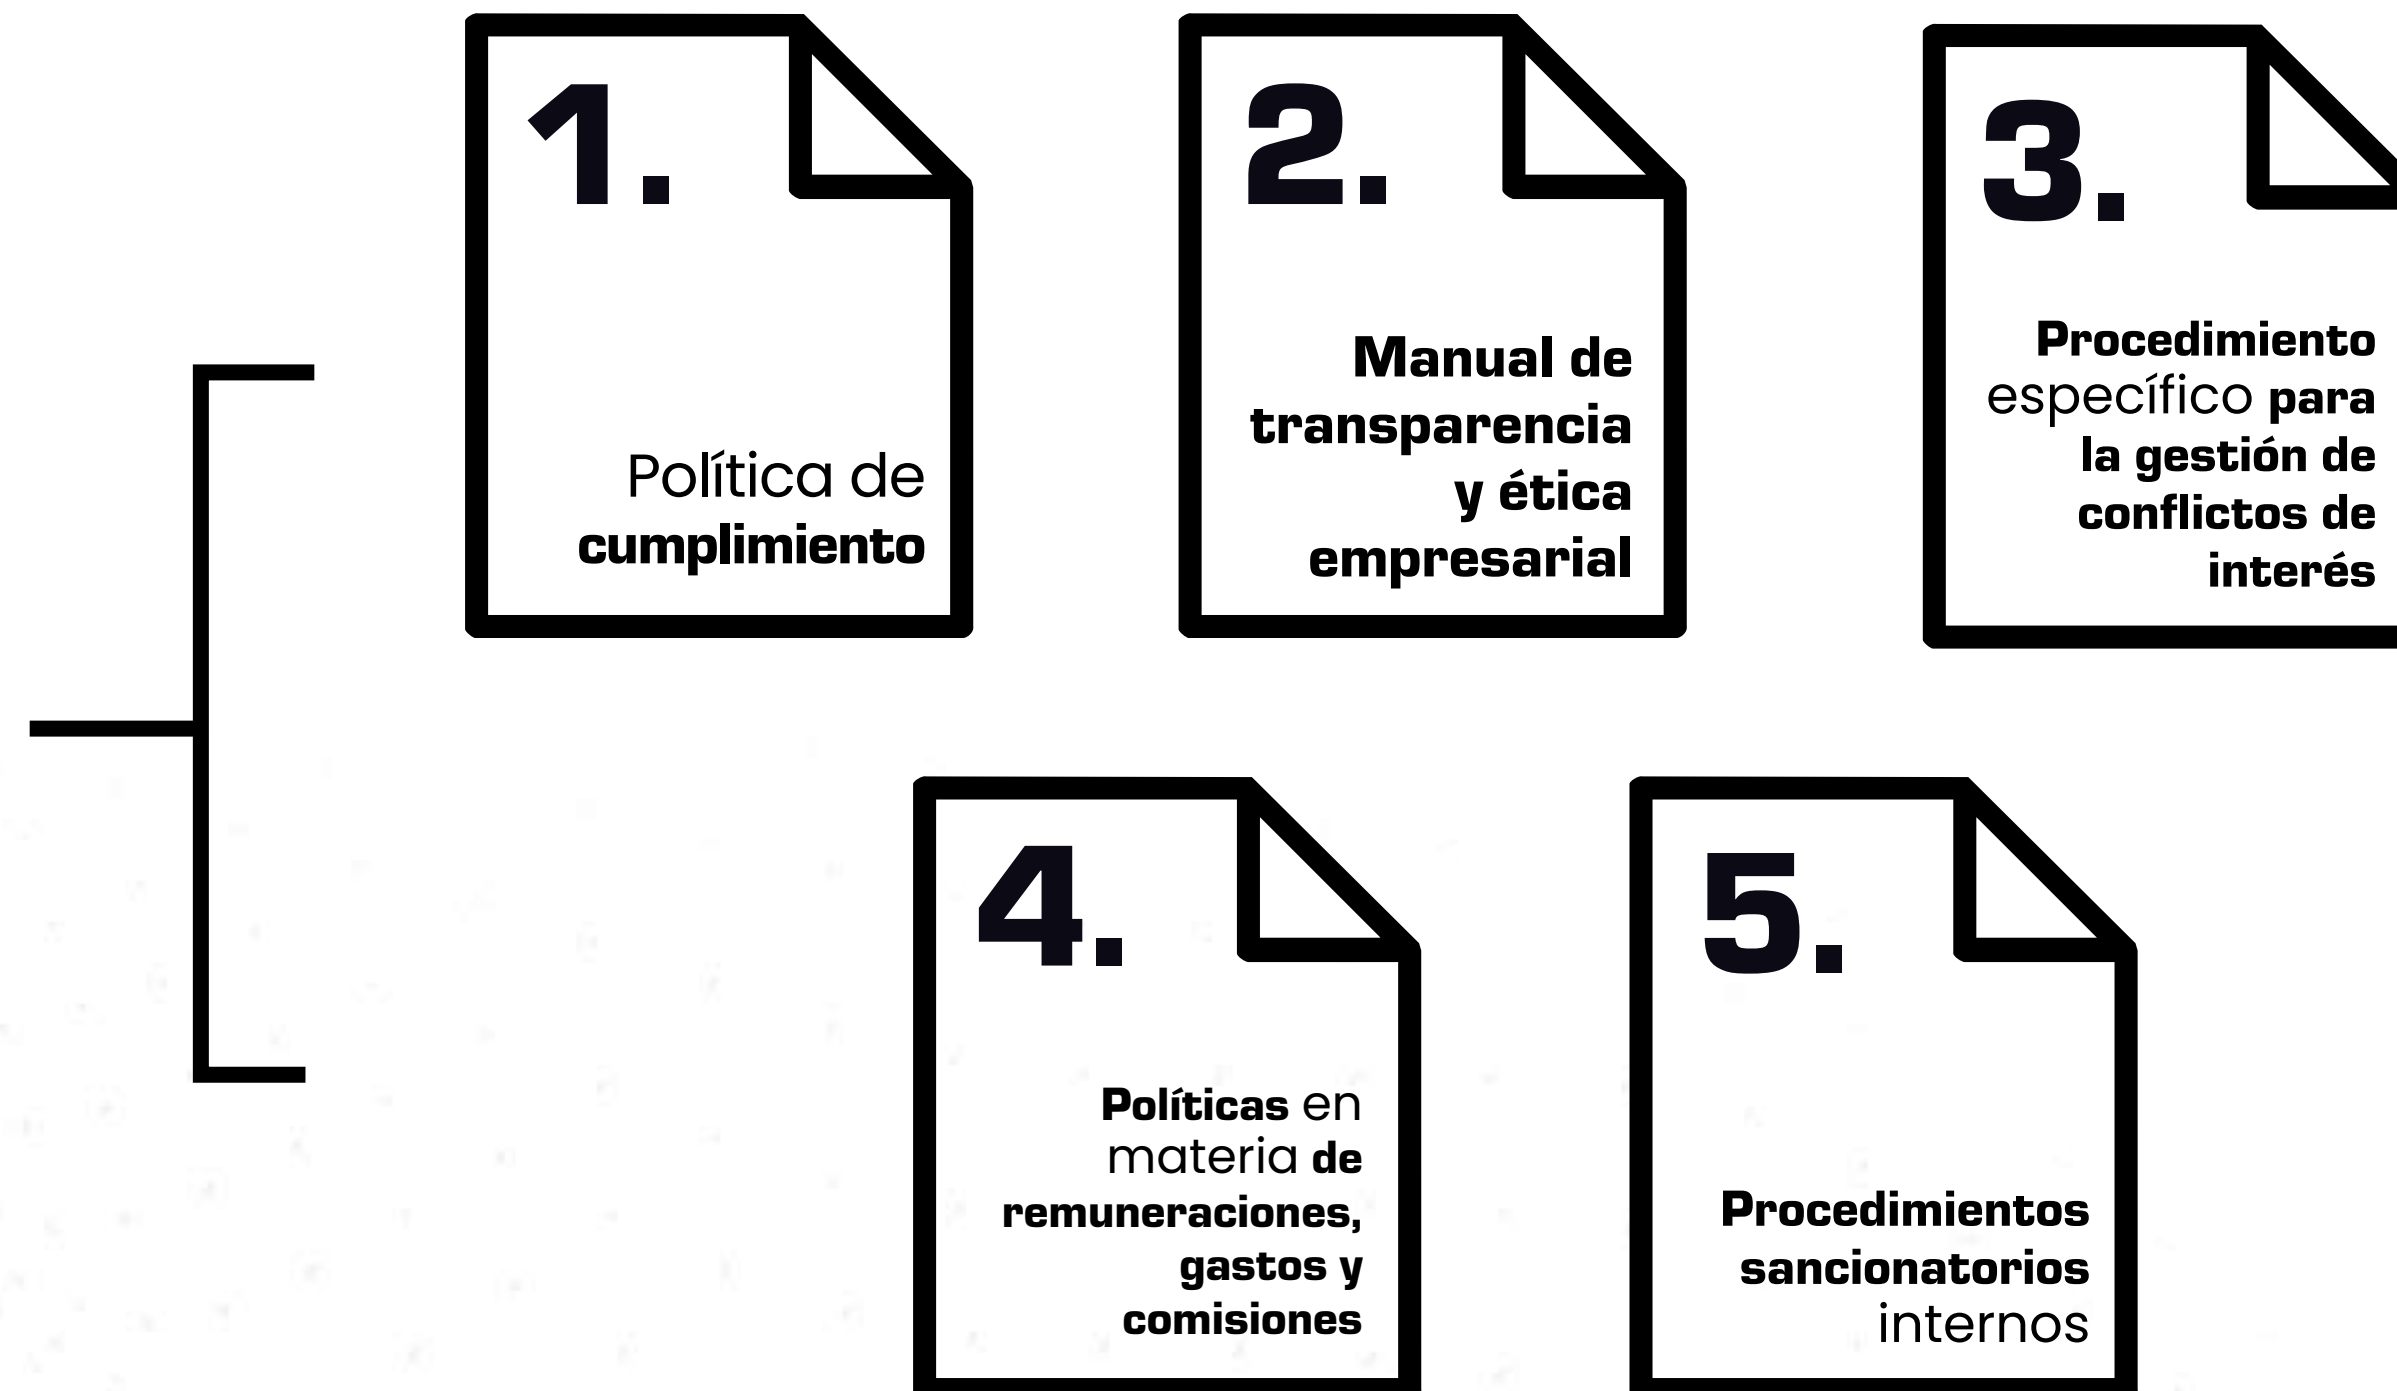 1.
Política de
cumplimiento
2.
Manual de
transparencia
y ética
empresarial
3.
Procedimiento
específico para
la gestión de
conflictos de
interés
4.
Políticas en
materia de
remuneraciones,
gastos y
comisiones
5.
Procedimientos
sancionatorios
internos